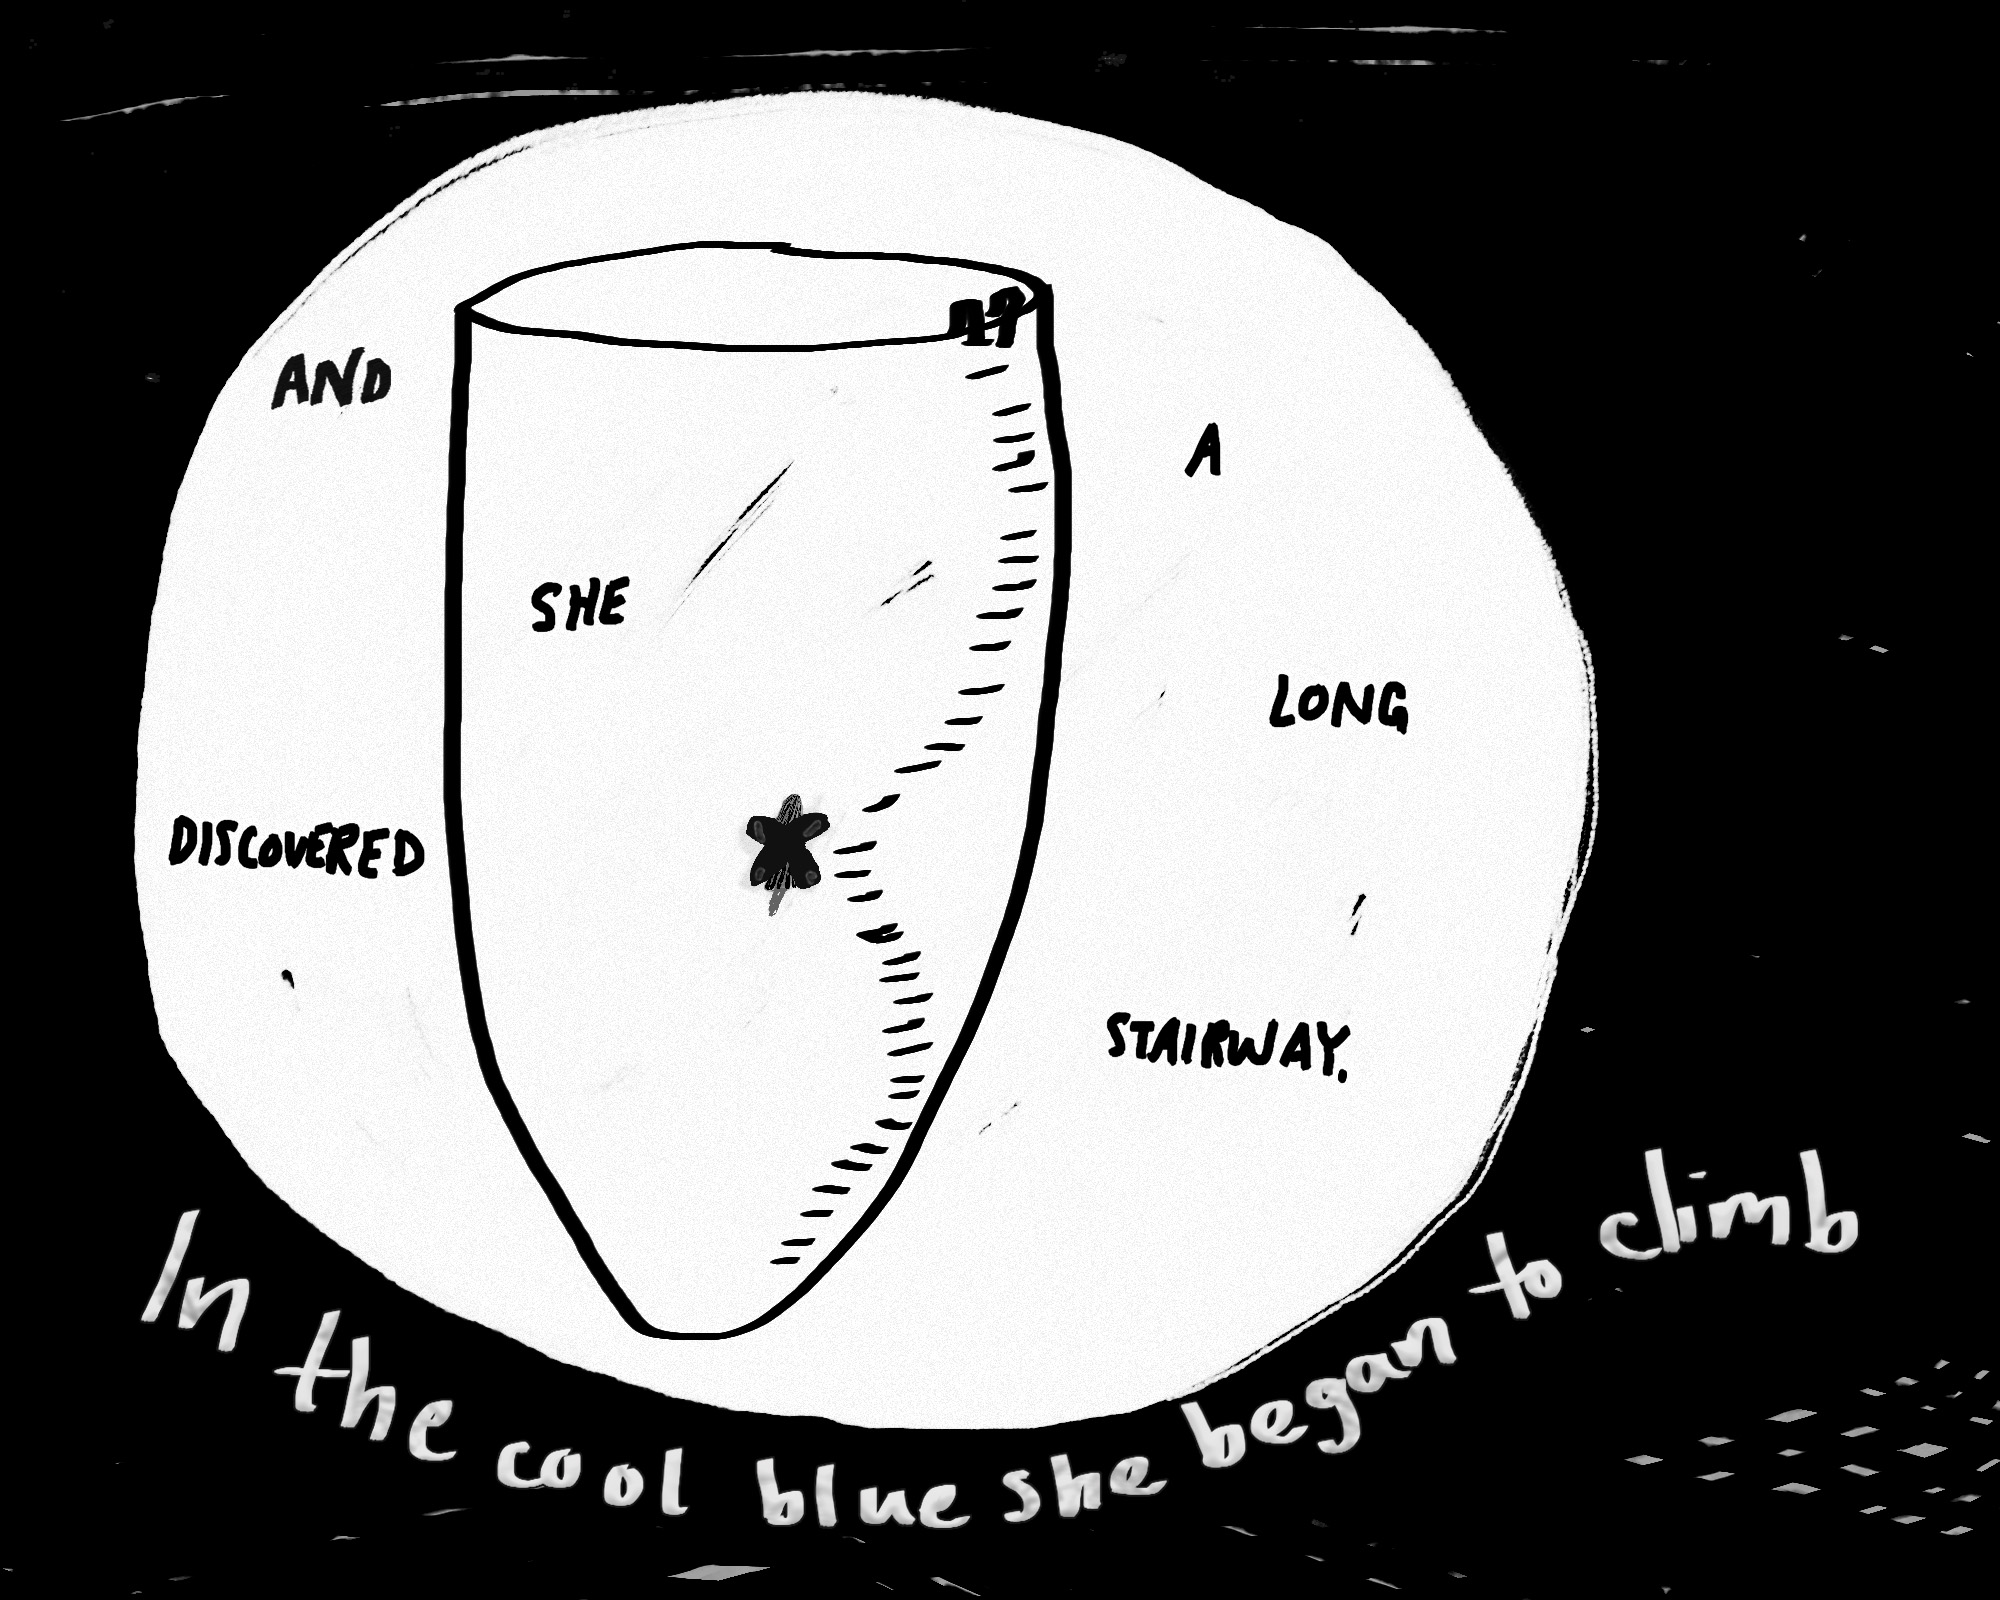 AND
SHE
DISCOVERED
A
LONG
STAIRWAY.
In the cool blue she began to climb